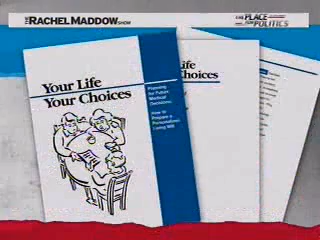 THE RACHEL MADDOW SHOW
THE PLACE
FOR POLITICS
Your Life
Your Choices
Planning
for Future
Medical
Decisions:
How to
Prepare a
Personalized
Living Will
Life
Choices